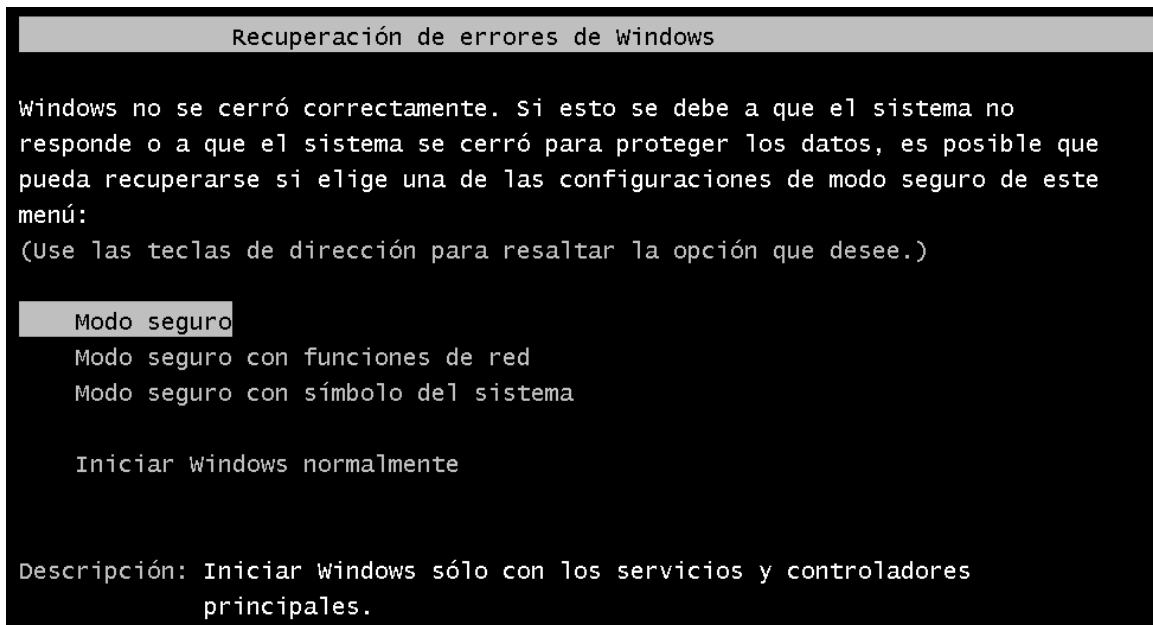 Recuperación de errores de Windows
Windows no se cerró correctamente. Si esto se debe a que el sistema no
responde o a que el sistema se cerró para proteger los datos, es posible que
pueda recuperarse si elige una de las configuraciones de modo seguro de este
menú:
(Use las teclas de dirección para resaltar la opción que desee.)
Modo seguro
Modo seguro con funciones de red
Modo seguro con símbolo del sistema
Iniciar Windows normalmente
Descripción: Iniciar Windows sólo con los servicios y controladores
principales.